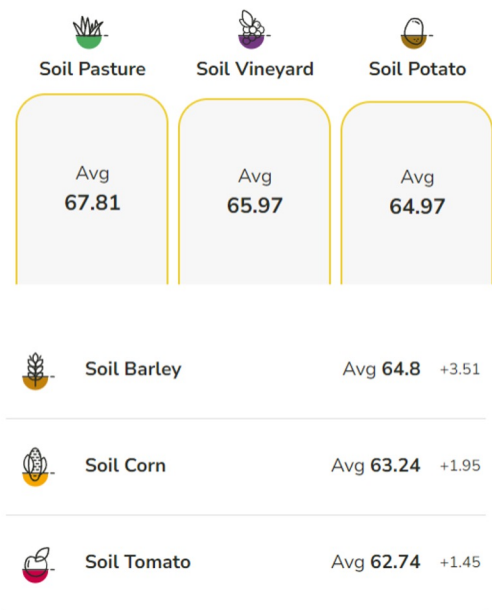 Soil Pasture Soil Vineyard Soil Potato
Avg Avg Avg
67.81 65.97 64.97
Soil Barley Avg 64.8 +3.51
Soil Corn Avg 63.24 +1.95
Soil Tomato Avg 62.74 +1.45